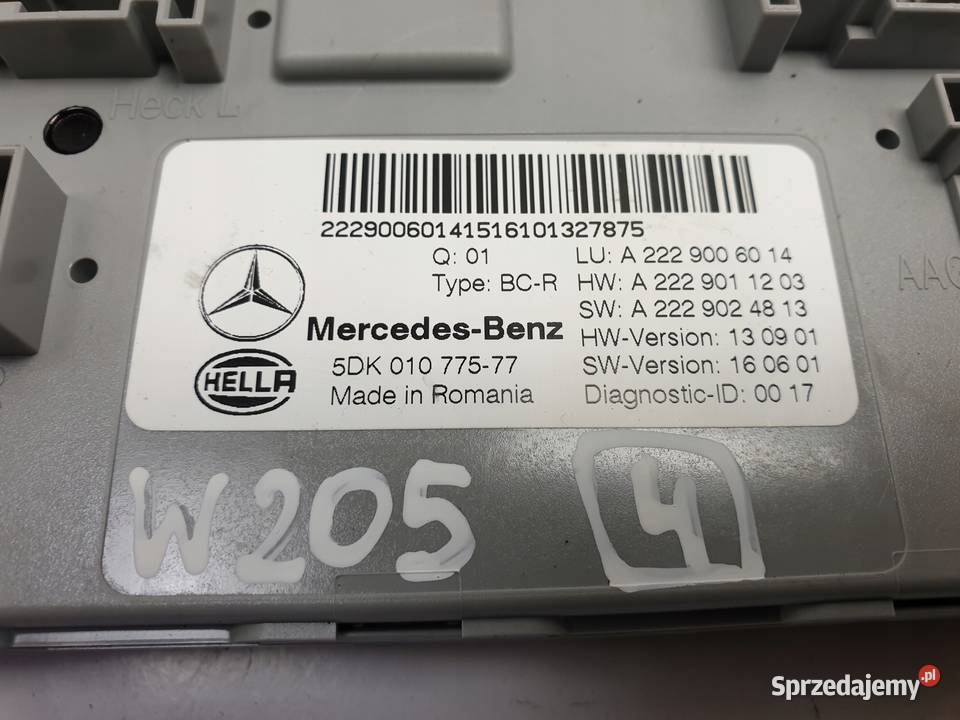 Heck L
2229006014151610132​7875
Q: 01
LU: A 222 900 60 14
Type: BC-R
HW: A 222 901 12 03
SW: A 222 902 48 13
Mercedes-Benz
HW-Version: 13 09 01
HELLA
5DK 010 775-77
SW-Version: 16 06 01
Made in Romania
Diagnostic-ID: 00 17
W205
4
Sprzedajemy.pl